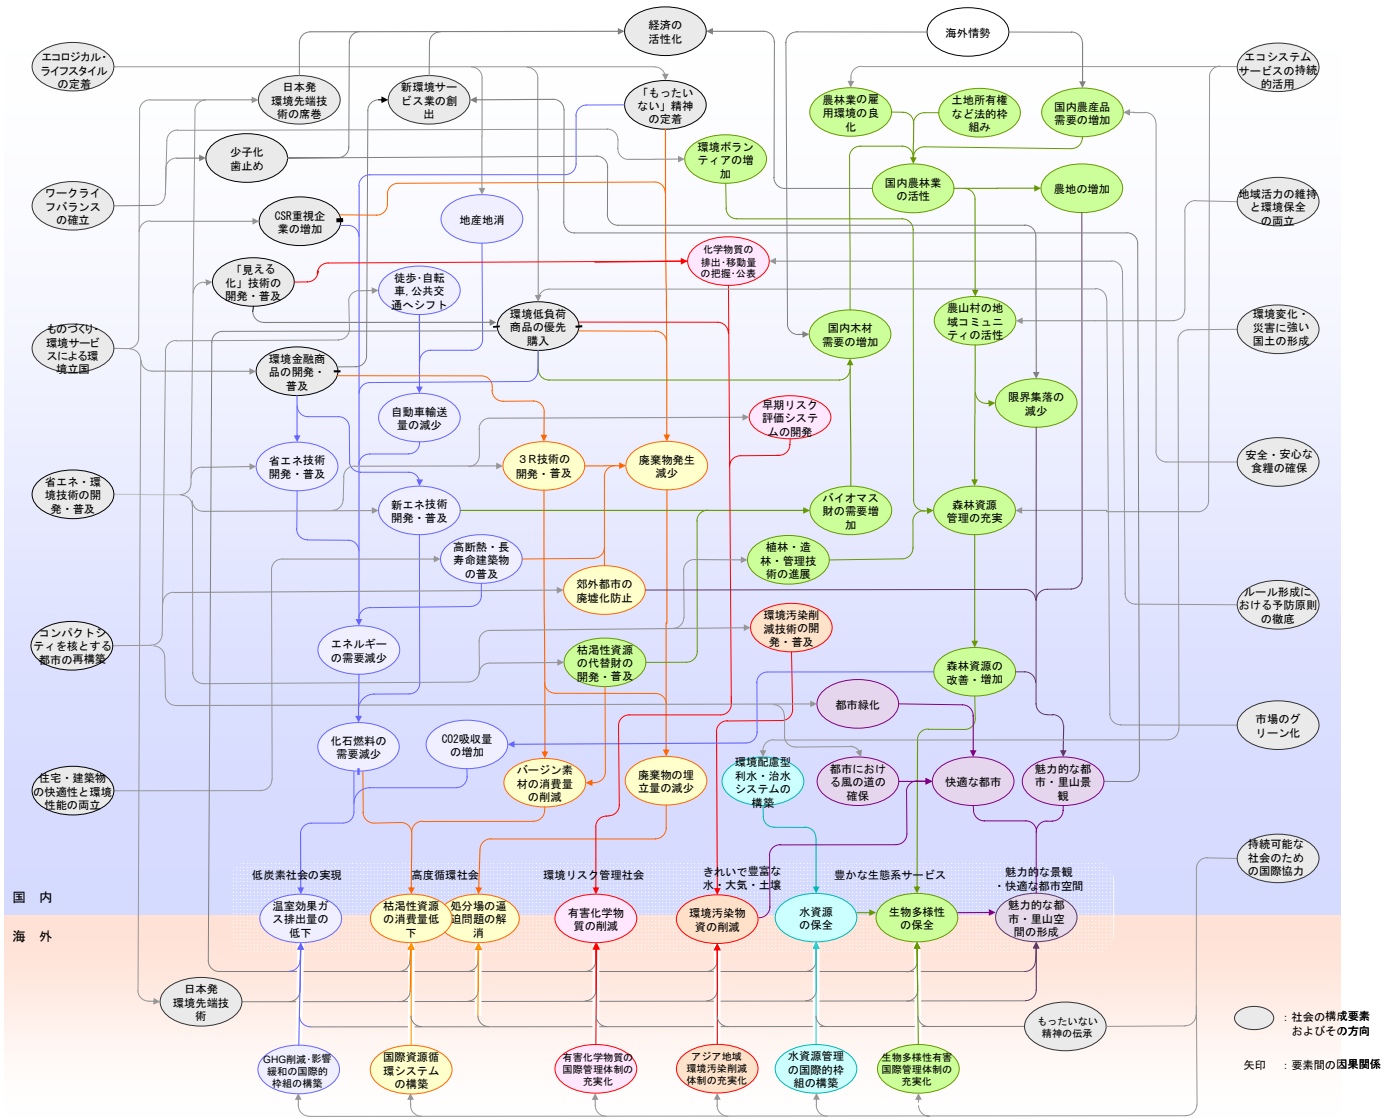 経済の
活性化
海外情勢
エコロジカル・
ライフスタイル
の定着
日本発
環境先端技
術の席巻
新環境サー
ビス業の創
出
「もったい
ない」精神
の定着
農林業の雇
用環境の良
化
土地所有権
など法的枠
組み
国内農産品
需要の増加
エコシステム
サービスの持続
的活用
少子化
歯止め
環境ボラン
ティアの増
加
国内農林業
の活性
農地の増加
ワークライ
フバランス
の確立
CSR重視企
業の増加
地産地消
地域活力の維持
と環境保全
の両立
「見える
化」技術の
開発・普及
徒歩・自転
車,公共交
通へシフト
化学物質の
排出・移動量
の把握・公表
環境低負荷
商品の優先
購入
国内木材
需要の増加
農山村の地
域コミュニ
ティの活性
環境変化・
災害に強い
国土の形成
ものづくり・
環境サービ
スによる環
境立国
環境金融商
品の開発・
普及
自動車輸送
量の減少
早期リスク
評価システ
ムの開発
限界集落の
減少
省エネ技術
開発・普及
３Ｒ技術の
開発・普及
廃棄物発生
減少
安全・安心な
食糧の確保
省エネ・環
境技術の開
発・普及
新エネ技術
開発・普及
バイオマス
財の需要増
加
森林資源
管理の充実
高断熱・長
寿命建築物
の普及
植林・造
林・管理技
術の進展
郊外都市の
廃墟化防止
ルール形成に
おける予防原則
の徹底
コンパクトシ
ティを核とする
都市の再構築
エネルギー
の需要減少
枯渇性資源
の代替財の
開発・普及
環境汚染削
減技術の開
発・普及
森林資源の
改善・増加
都市緑化
市場のグ
リーン化
化石燃料の
需要減少
CO2吸収量
の増加
住宅・建築物
の快適性と環境
性能の両立
バージン素
材の消費量
の削減
廃棄物の埋
立量の減少
環境配慮型
利水・治水
システムの
構築
都市におけ
る風の道の
確保
快適な都市
魅力的な都
市・里山景
観
持続可能な
社会のため
の国際協力
低炭素社会の実現
高度循環社会
環境リスク管理社会
きれいで豊富な
水・大気・土壌
豊かな生態系サービス
魅力的な景観
・快適な都市空間
国　内
温室効果ガ
ス排出量の
低下
枯渇性資源
の消費量低
下
処分場の逼
迫問題の解
消
有害化学物
質の削減
環境汚染物
資の削減
水資源
の保全
生物多様性
の保全
魅力的な都
市・里山空
間の形成
海　外
日本発
環境先端技
術
もったいない
精神の伝承
：社会の構成要素
およびその方向
GHG削減・影響
緩和の国際的
枠組の構築
国際資源循
環システム
の構築
有害化学物質の
国際管理体制の
充実化
アジア地域
環境汚染削減
体制の充実化
水資源管理
の国際的枠
組の構築
生物多様性有害
国際管理体制の
充実化
矢印　：要素間の因果関係